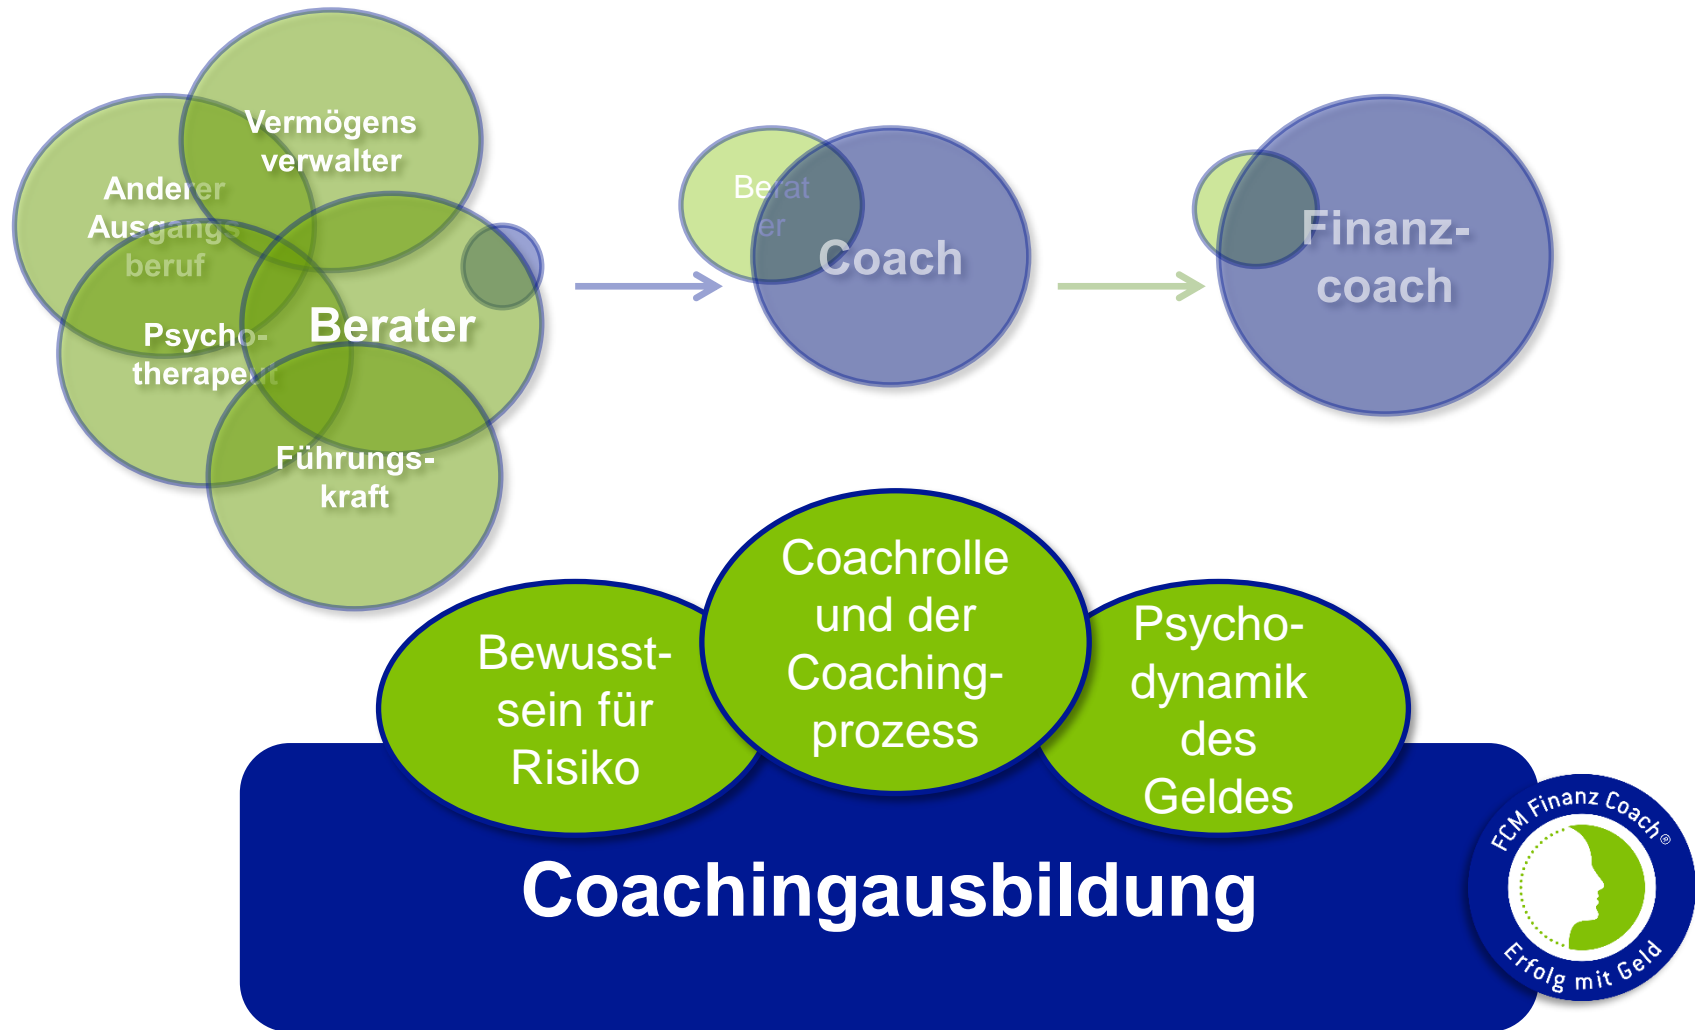 Vermögens
verwalter
Anderer
Ausgangs
beruf
Psycho-
therapeut
Berater
Führungs-
kraft
Berat
er
Coach
Finanz-
coach
Bewusst-
sein für
Risiko
Coachrolle
und der
Coaching-
prozess
Psycho-
dynamik
des
Geldes
Coachingausbildung
FCM Finanz Coach®
Erfolg mit Geld